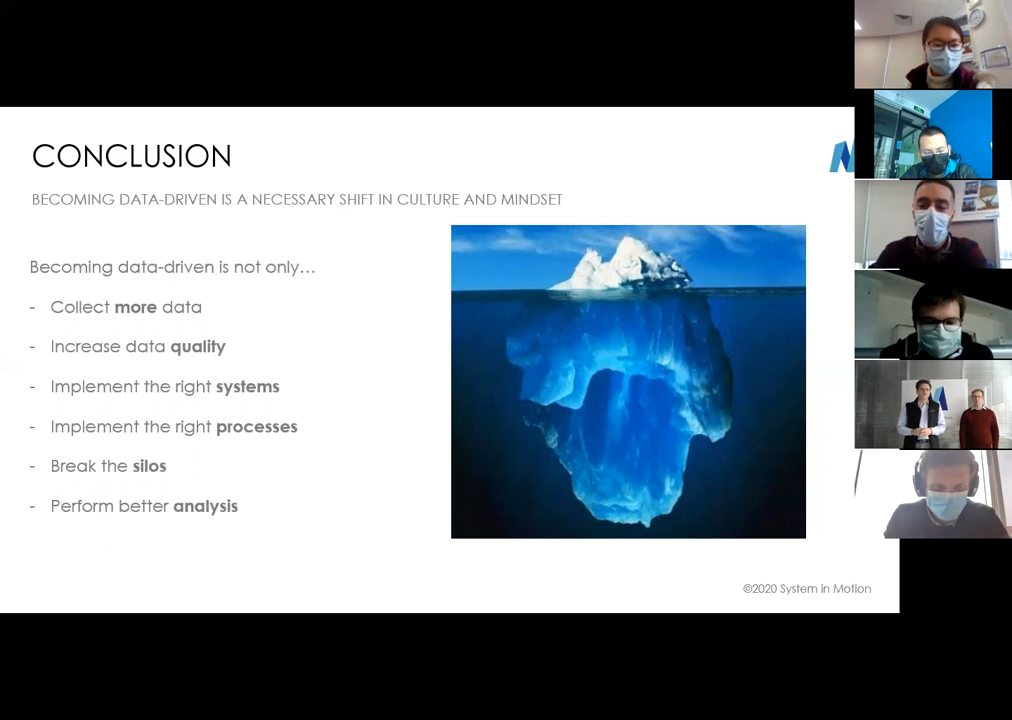 CONCLUSION
BECOMING DATA-DRIVEN IS A NECESSARY SHIFT IN CULTURE AND MINDSET
Becoming data-driven is not only…
- Collect more data
- Increase data quality
- Implement the right systems
- Implement the right processes
- Break the silos
- Perform better analysis
©2020 System in Motion